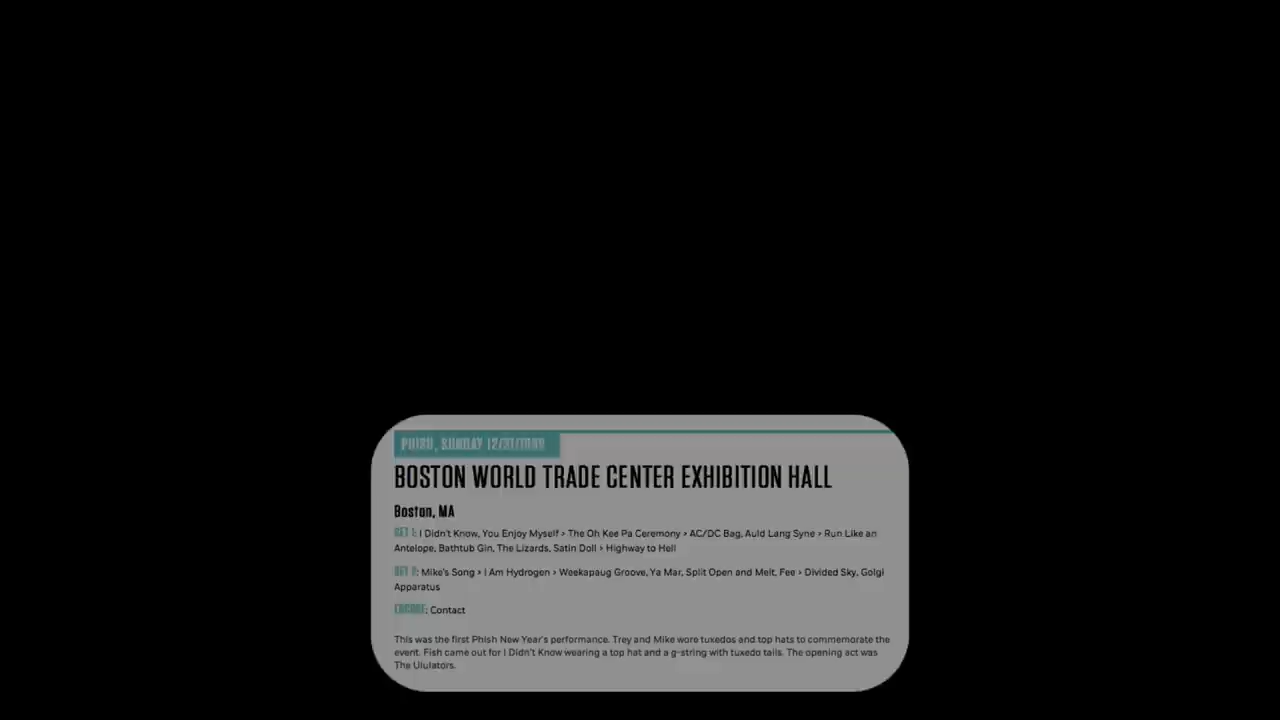 PHISH, SUNDAY 12/31/1989
BOSTON WORLD TRADE CENTER EXHIBITION HALL
Boston, MA
SET 1: I Didn't Know, You Enjoy Myself > The Oh Kee Pa Ceremony > AC/DC Bag, Auld Lang Syne > Run Like an
Antelope, Bathtub Gin, The Lizards, Satin Doll > Highway to Hell
SET II: Mike's Song > I Am Hydrogen > Weekapaug Groove, Ya Mar, Split Open and Melt, Fee > Divided Sky, Golgi
Apparatus
ENCORE: Contact
This was the first Phish New Year's performance. Trey and Mike wore tuxedos and top hats to commemorate the
event. Fish came out for I Didn't Know wearing a top hat and a g-string with tuxedo tails. The opening act was
The Ululators.